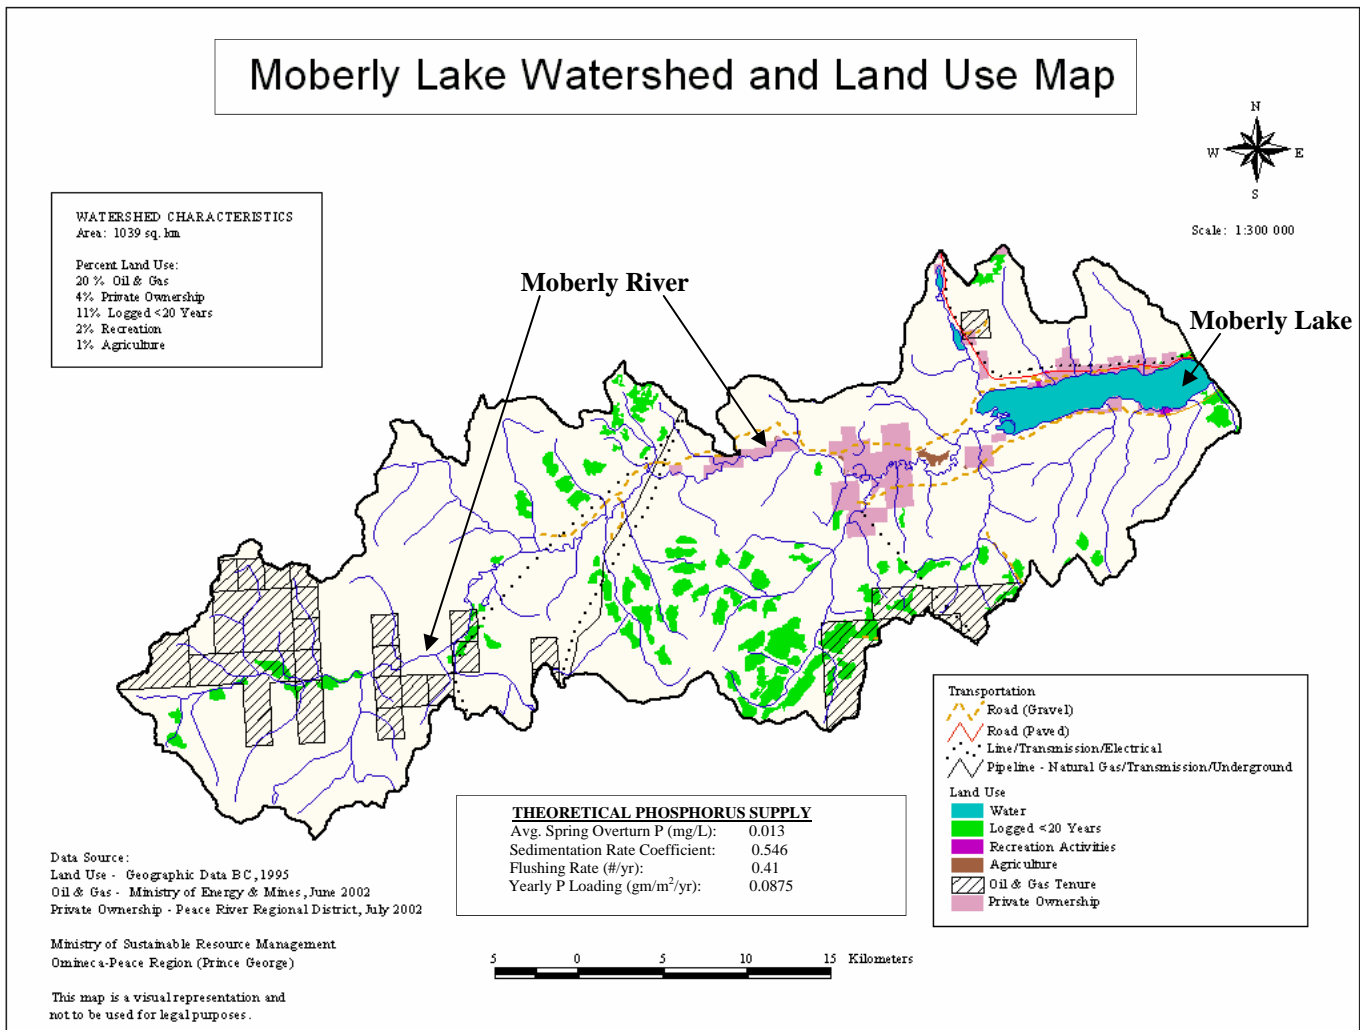 Moberly Lake Watershed and Land Use Map
N
W
E
S
Scale: 1:300 000
WATERSHED CHARACTERISTICS
Area: 1039 sq. km
Percent Land Use:
20 % Oil & Gas
4% Private Ownership
11% Logged <20 Years
2% Recreation
1% Agriculture
Moberly River
Moberly Lake
Transportation
Road (Gravel)
Road (Paved)
Line/Transmission/Electrical
Pipeline - Natural Gas/Transmission/Underground
Land Use
Water
Logged <20 Years
Recreation Activities
Agriculture
Oil & Gas Tenure
Private Ownership
THEORETICAL PHOSPHORUS SUPPLY
Avg. Spring Overturn P (mg/L): 0.013
Sedimentation Rate Coefficient: 0.546
Flushing Rate (#/yr): 0.41
Yearly P Loading (gm/m²/yr): 0.0875
Data Source:
Land Use - Geographic Data BC, 1995
Oil & Gas - Ministry of Energy & Mines, June 2002
Private Ownership - Peace River Regional District, July 2002
Ministry of Sustainable Resource Management
Omineca-Peace Region (Prince George)
This map is a visual representation and
not to be used for legal purposes.
5 0 5 10 15 Kilometers